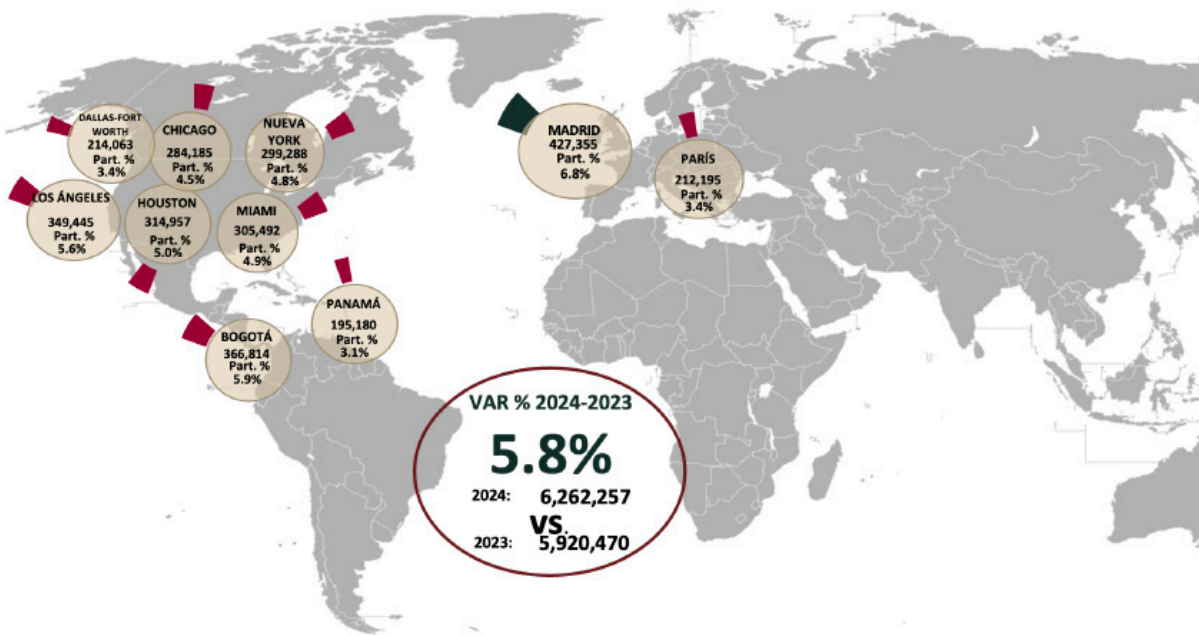 DALLAS-FORT
WORTH
214,063
Part. %
3.4%
CHICAGO
284,185
Part. %
4.5%
NUEVA
YORK
299,288
Part. %
4.8%
LOS ÁNGELES
349,445
Part. %
5.6%
HOUSTON
314,957
Part. %
5.0%
MIAMI
305,492
Part. %
4.9%
MADRID
427,355
Part. %
6.8%
PARÍS
212,195
Part. %
3.4%
PANAMÁ
195,180
Part. %
3.1%
BOGOTÁ
366,814
Part. %
5.9%
VAR % 2024-2023
5.8%
2024: 6,262,257
VS.
2023: 5,920,470